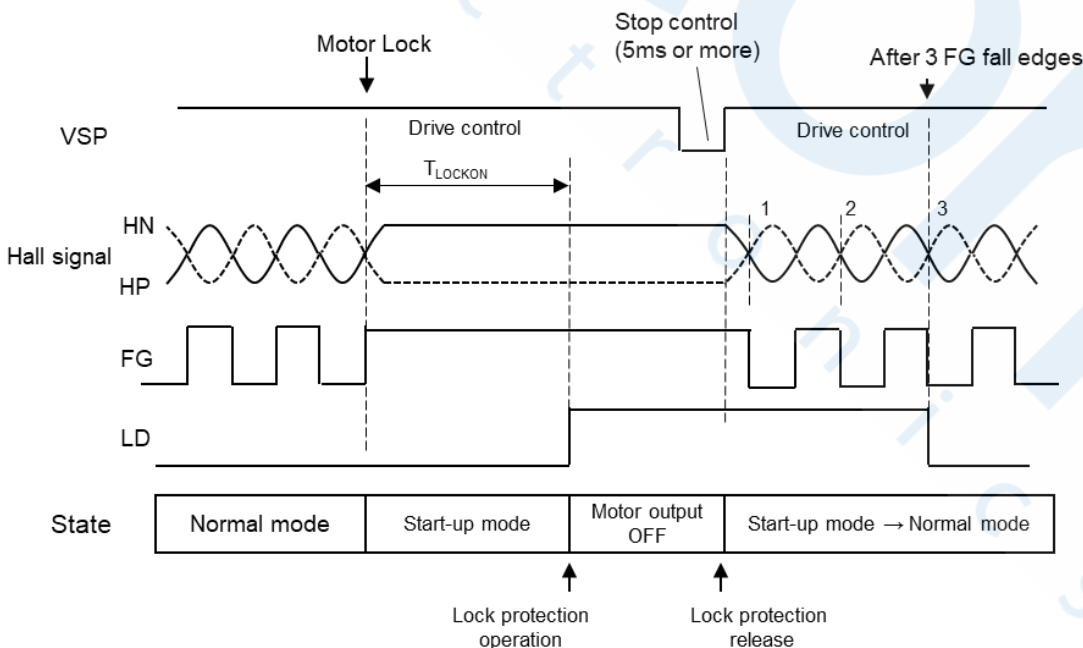 Stop control
(5ms or more)
Motor Lock
After 3 FG fall edges
VSP
Drive control
Drive control
TLOCKON
HN
1
2
3
Hall signal
HP
FG
LD
State
Normal mode
Start-up mode
Motor output
OFF
Start-up mode → Normal mode
Lock protection
operation
Lock protection
release